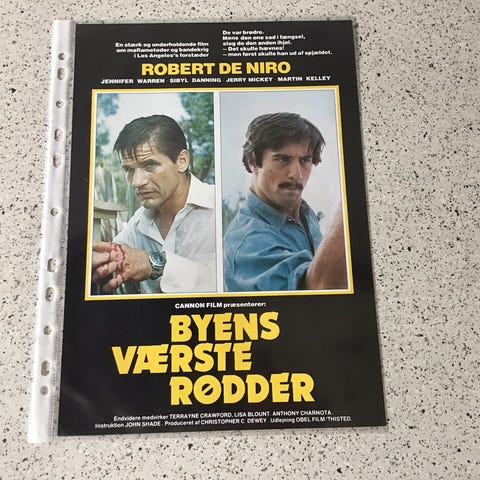 En stærk og underholdende film
om mafiametoder og bandekrig
i Los Angeles's forstæder
De var brødre.
Mens den ene sad i fængsel,
slog de den anden ihjel.
— Det skulle hævnes!
— men først skulle han ud af spjældet.
ROBERT DE NIRO
JENNIFER WARREN SIBYL DANNING JERRY MICKEY MARTIN KELLEY
CANNON FILM præsenterer:
BYENS
VÆRSTE
RØDDER
Endvidere medvirker TERRAYNE CRAWFORD, LISA BLOUNT, ANTHONY CHARNOTA
Instruktion JOHN SHADE. Produceret af CHRISTOPHER C. DEWEY. Udlejning OBEL FILM /THISTED.